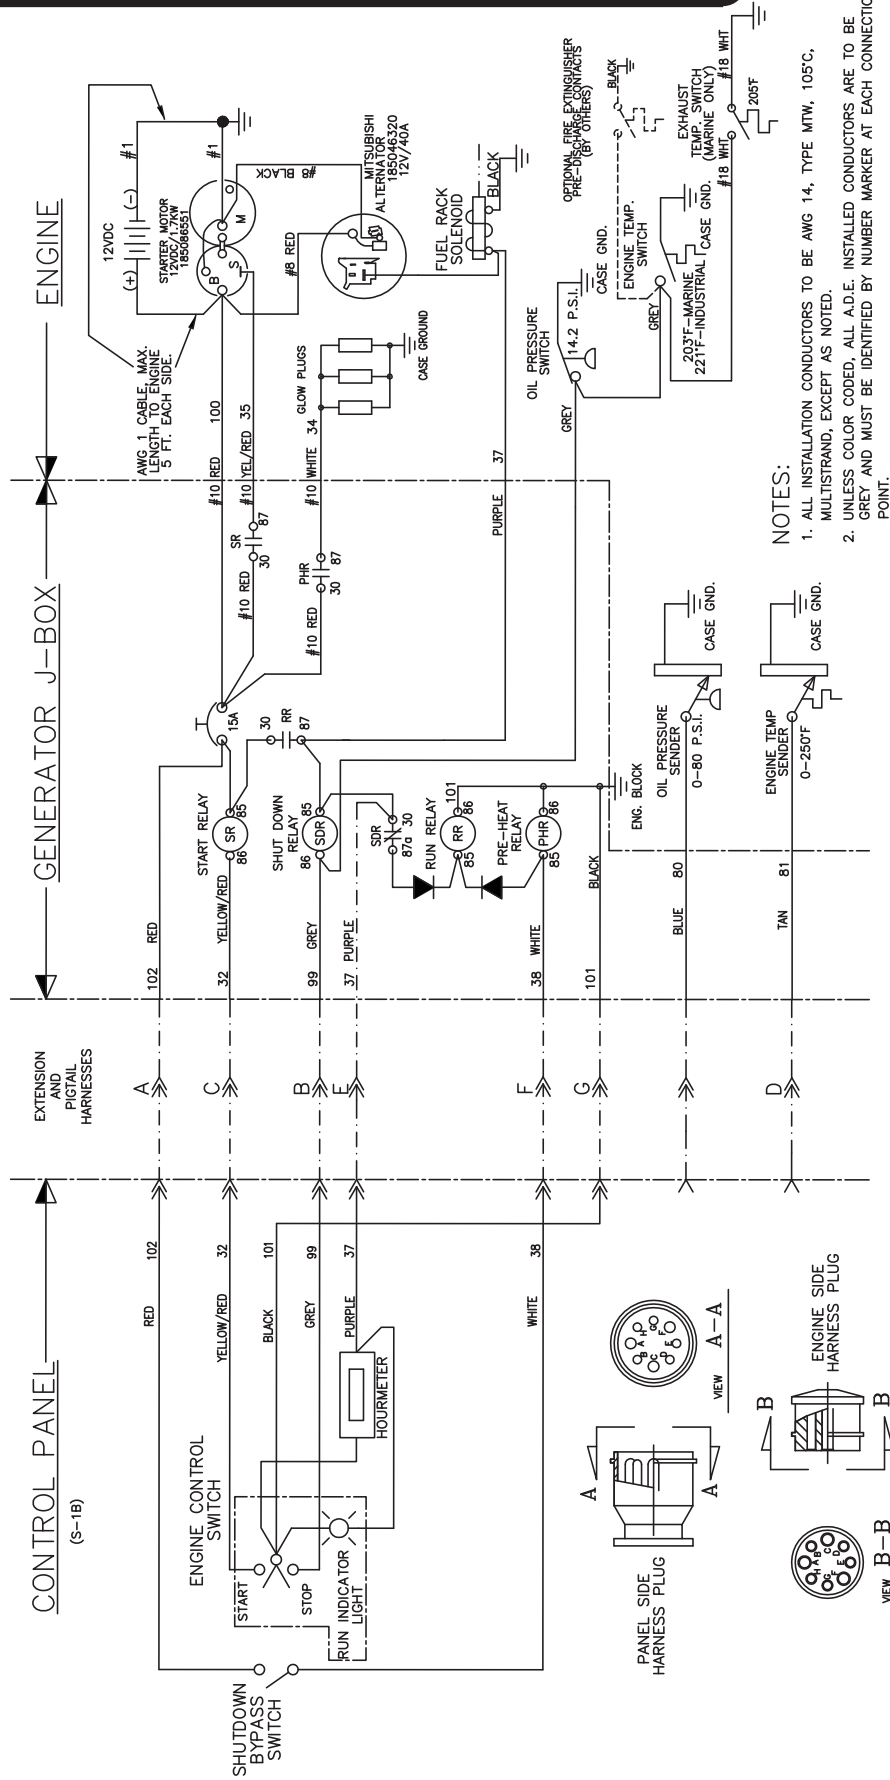 CONTROL PANEL
(S-1B)
EXTENSION
AND
PIGTAIL
HARNESSES
GENERATOR J-BOX
ENGINE
SHUTDOWN
BYPASS
SWITCH
ENGINE CONTROL
SWITCH
START
STOP
RUN INDICATOR
LIGHT
HOURMETER
RED
102
YELLOW/RED
32
BLACK
101
GREY
99
PURPLE
37
WHITE
38
A
C
B
E
F
G
D
102
RED
32
YELLOW/RED
99
GREY
37
PURPLE
38
WHITE
101
BLACK
BLUE
80
TAN
81
START RELAY
SR
86
85
SHUT DOWN
RELAY
SDR
86
85
SDR
87a
30
RUN RELAY
RR
85
86
101
PRE-HEAT
RELAY
PHR
85
86
15A
30
RR
87
ENG. BLOCK
#10 RED
SR
30
87
#10 RED
PHR
30
87
#10 RED
100
#10 YEL/RED
35
#10 WHITE
34
PURPLE
37
GREY
AWG 1 CABLE, MAX.
LENGTH TO ENGINE
5 FT. EACH SIDE.
12VDC
(+)
(-)
#1
#1
STARTER MOTOR
12VDC/1.7KW
185086551
B
S
M
#8 RED
#8 BLACK
MITSUBISHI
ALTERNATOR
185046320
12V/40A
GLOW PLUGS
CASE GROUND
FUEL RACK
SOLENOID
BLACK
OIL PRESSURE
SWITCH
14.2 P.S.I.
CASE GND.
OPTIONAL FIRE EXTINGUISHER
PRE-DISCHARGE CONTACTS
(BY OTHERS)
BLACK
ENGINE TEMP.
SWITCH
GREY
203°F-MARINE
221°F-INDUSTRIAL
CASE GND.
EXHAUST
TEMP. SWITCH
(MARINE ONLY)
#18 WHT
#18 WHT
205°F
OIL PRESSURE
SENDER
0-80 P.S.I.
CASE GND.
ENGINE TEMP
SENDER
0-250°F
CASE GND.
PANEL SIDE
HARNESS PLUG
A
A
VIEW A-A
A
B
C
D
E
F
G
H
ENGINE SIDE
HARNESS PLUG
B
B
VIEW B-B
A
B
C
D
E
F
G
H
NOTES:
1. ALL INSTALLATION CONDUCTORS TO BE AWG 14, TYPE MTW, 105°C,
MULTISTRAND, EXCEPT AS NOTED.
2. UNLESS COLOR CODED, ALL A.D.E. INSTALLED CONDUCTORS ARE TO BE
GREY AND MUST BE IDENTIFIED BY NUMBER MARKER AT EACH CONNECTIO
POINT.